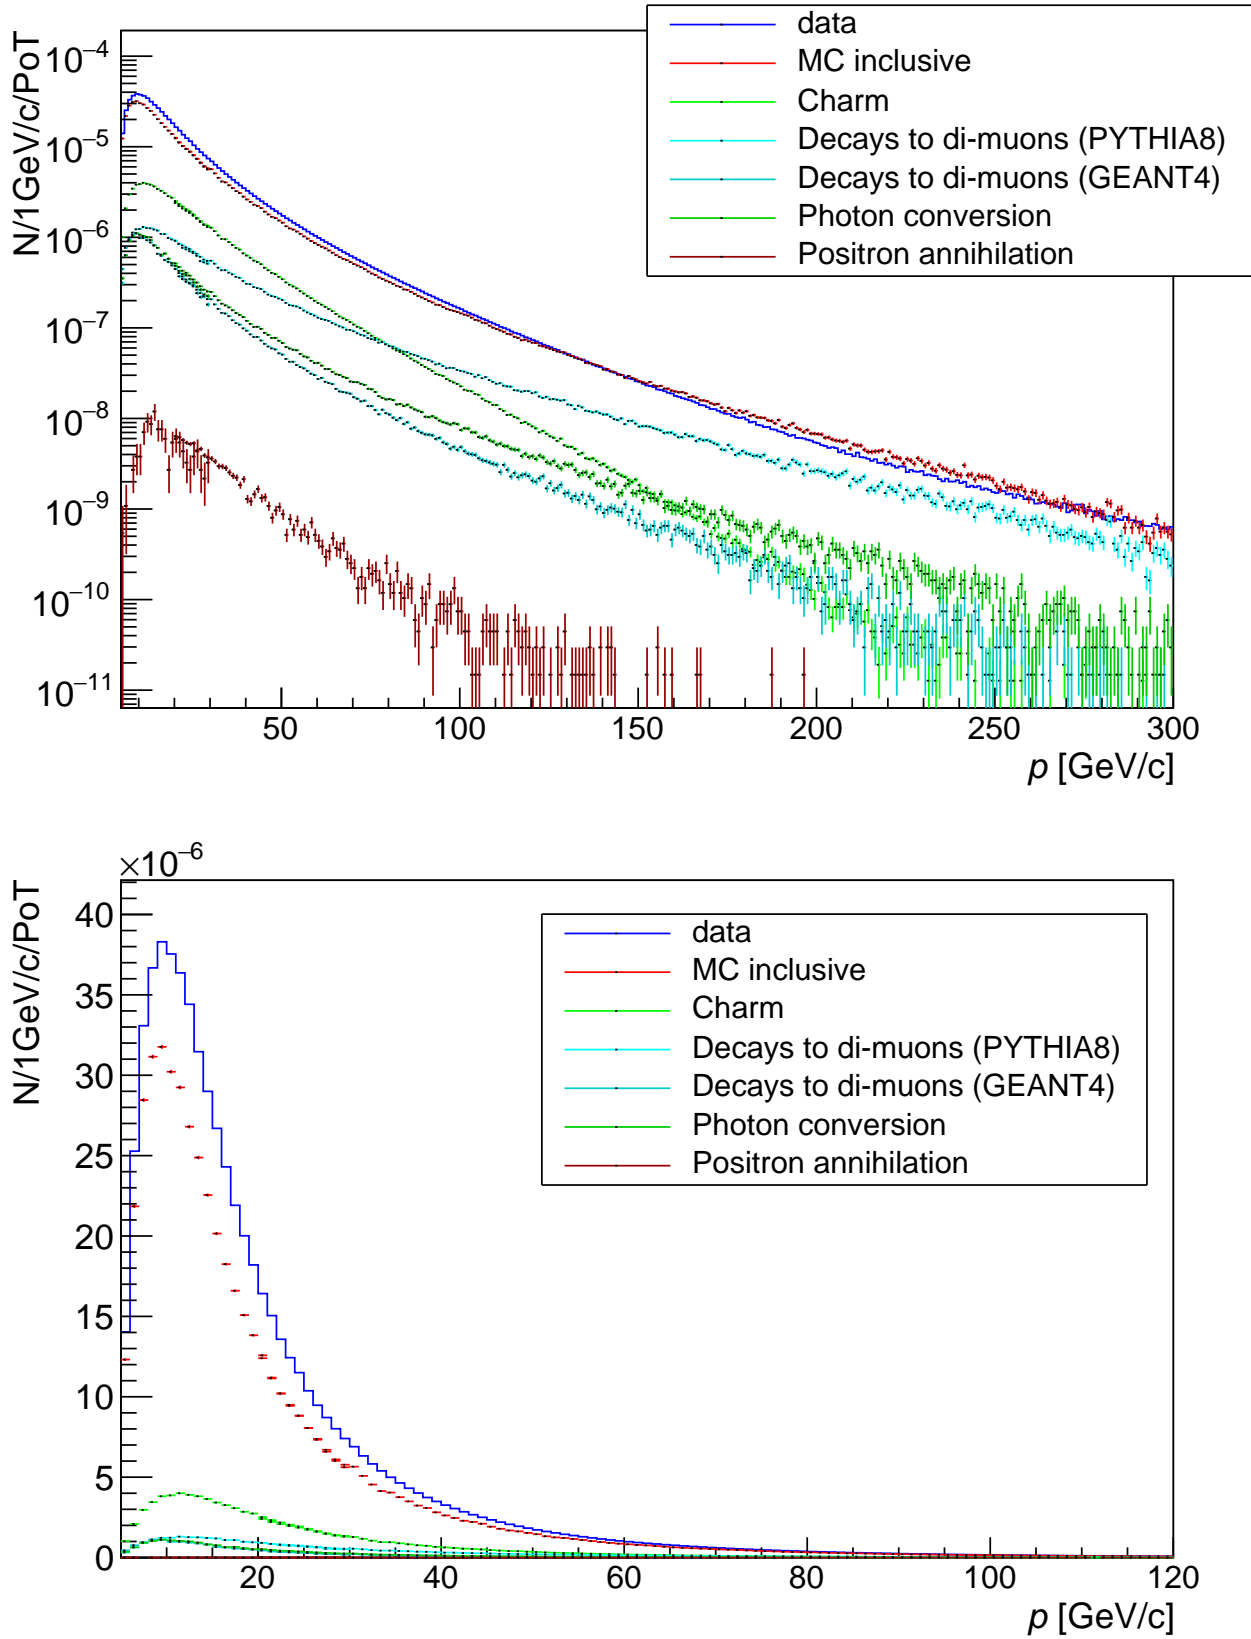 N/1GeV/c/PoT
10⁻⁴
10⁻⁵
10⁻⁶
10⁻⁷
10⁻⁸
10⁻⁹
10⁻¹⁰
10⁻¹¹
data
MC inclusive
Charm
Decays to di-muons (PYTHIA8)
Decays to di-muons (GEANT4)
Photon conversion
Positron annihilation
50 100 150 200 250 300
p [GeV/c]
×10⁻⁶
N/1GeV/c/PoT
40
35
30
25
20
15
10
5
0
data
MC inclusive
Charm
Decays to di-muons (PYTHIA8)
Decays to di-muons (GEANT4)
Photon conversion
Positron annihilation
20 40 60 80 100 120
p [GeV/c]